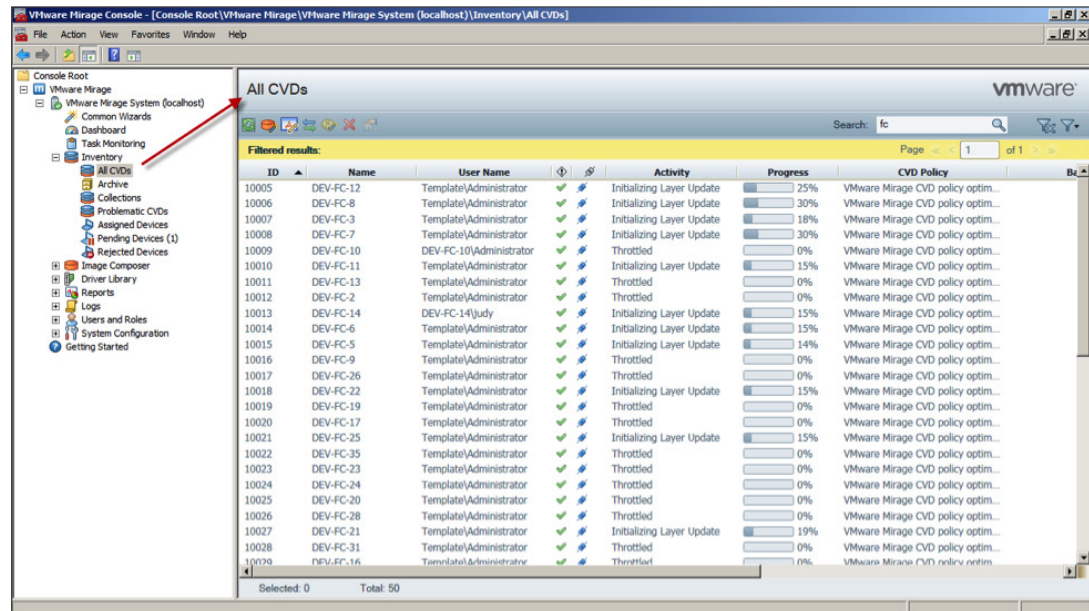 VMware Mirage Console - [Console Root\VMware Mirage\VMware Mirage System (localhost)\Inventory\All CVDs]
File Action View Favorites Window Help
Console Root
VMware Mirage
VMware Mirage System (localhost)
Common Wizards
Dashboard
Task Monitoring
Inventory
All CVDs
Archive
Collections
Problematic CVDs
Assigned Devices
Pending Devices (1)
Rejected Devices
Image Composer
Driver Library
Reports
Logs
Users and Roles
System Configuration
Getting Started
All CVDs
vmware
Search: fc
Filtered results: Page 1 of 1
ID Name User Name Activity Progress CVD Policy Ba
10005 DEV-FC-12 Template\Administrator Initializing Layer Update 25% VMware Mirage CVD policy optim...
10006 DEV-FC-8 Template\Administrator Initializing Layer Update 30% VMware Mirage CVD policy optim...
10007 DEV-FC-3 Template\Administrator Initializing Layer Update 18% VMware Mirage CVD policy optim...
10008 DEV-FC-7 Template\Administrator Initializing Layer Update 30% VMware Mirage CVD policy optim...
10009 DEV-FC-10 DEV-FC-10\Administrator Throttled 0% VMware Mirage CVD policy optim...
10010 DEV-FC-11 Template\Administrator Initializing Layer Update 15% VMware Mirage CVD policy optim...
10011 DEV-FC-13 Template\Administrator Throttled 0% VMware Mirage CVD policy optim...
10012 DEV-FC-2 Template\Administrator Throttled 0% VMware Mirage CVD policy optim...
10013 DEV-FC-14 DEV-FC-14\judy Initializing Layer Update 15% VMware Mirage CVD policy optim...
10014 DEV-FC-6 Template\Administrator Initializing Layer Update 15% VMware Mirage CVD policy optim...
10015 DEV-FC-5 Template\Administrator Initializing Layer Update 14% VMware Mirage CVD policy optim...
10016 DEV-FC-9 Template\Administrator Throttled 0% VMware Mirage CVD policy optim...
10017 DEV-FC-26 Template\Administrator Throttled 0% VMware Mirage CVD policy optim...
10018 DEV-FC-22 Template\Administrator Initializing Layer Update 15% VMware Mirage CVD policy optim...
10019 DEV-FC-19 Template\Administrator Throttled 0% VMware Mirage CVD policy optim...
10020 DEV-FC-17 Template\Administrator Throttled 0% VMware Mirage CVD policy optim...
10021 DEV-FC-25 Template\Administrator Initializing Layer Update 15% VMware Mirage CVD policy optim...
10022 DEV-FC-35 Template\Administrator Throttled 0% VMware Mirage CVD policy optim...
10023 DEV-FC-23 Template\Administrator Throttled 0% VMware Mirage CVD policy optim...
10024 DEV-FC-24 Template\Administrator Throttled 0% VMware Mirage CVD policy optim...
10025 DEV-FC-20 Template\Administrator Throttled 0% VMware Mirage CVD policy optim...
10026 DEV-FC-28 Template\Administrator Throttled 0% VMware Mirage CVD policy optim...
10027 DEV-FC-21 Template\Administrator Initializing Layer Update 19% VMware Mirage CVD policy optim...
10028 DEV-FC-31 Template\Administrator Throttled 0% VMware Mirage CVD policy optim...
10029 DEV-FC-16 Template\Administrator Throttled 0% VMware Mirage CVD policy optim...
Selected: 0 Total: 50